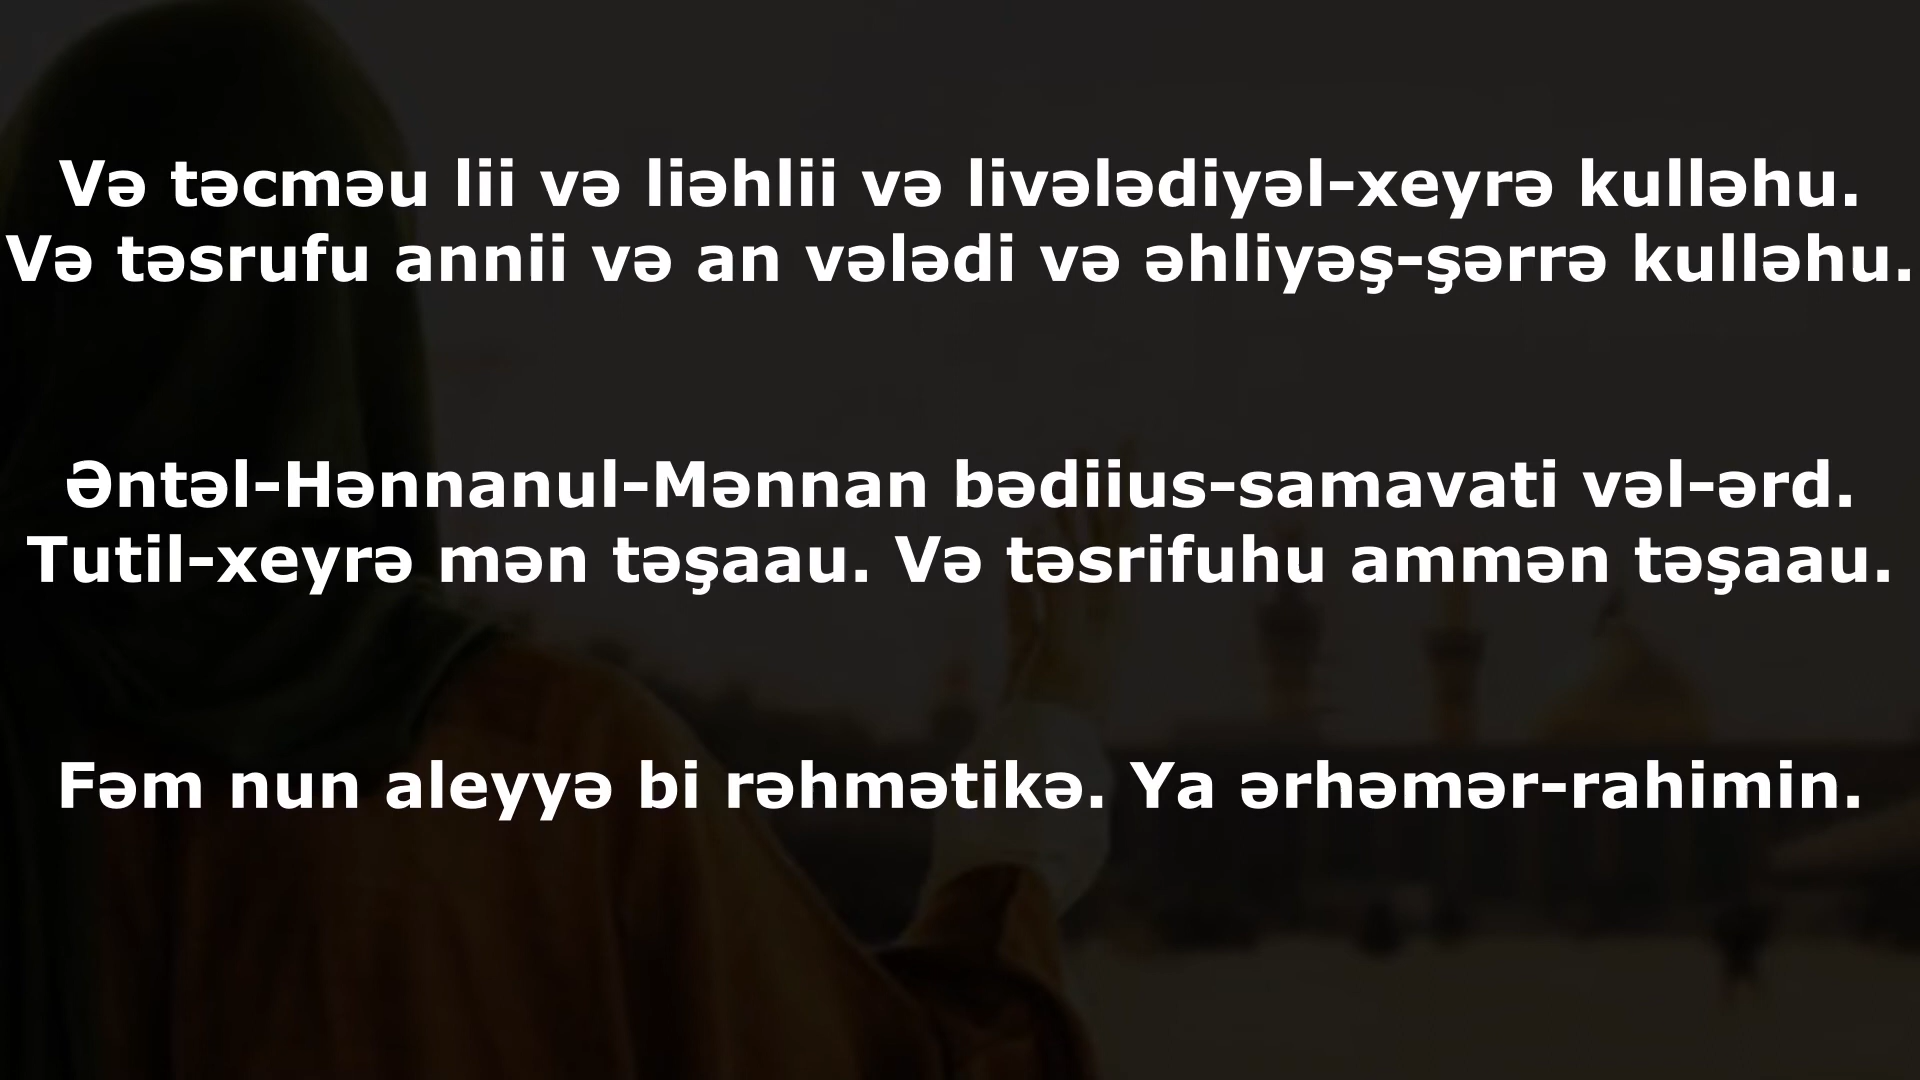 Və təcməu lii və liəhlii və livələdiyəl-xeyrə kulləhu.
Və təsrufu annii və an vələdi və əhliyəş-şərrə kulləhu.
Əntəl-Hənnanul-Mənnan bədiius-samavati vəl-ərd.
Tutil-xeyrə mən təşaau. Və təsrifuhu ammən təşaau.
Fəm nun aleyyə bi rəhmətikə. Ya ərhəmər-rahimin.